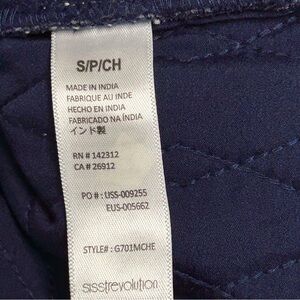 S/P/CH
MADE IN INDIA
FABRIQUE AU INDE
HECHO EN INDIA
FABRICADO NA ÍNDIA
インド製
RN # 142312
CA # 26912
PO # : USS-009255
EUS-005662
STYLE# : G701MCHE
sisstrevolution